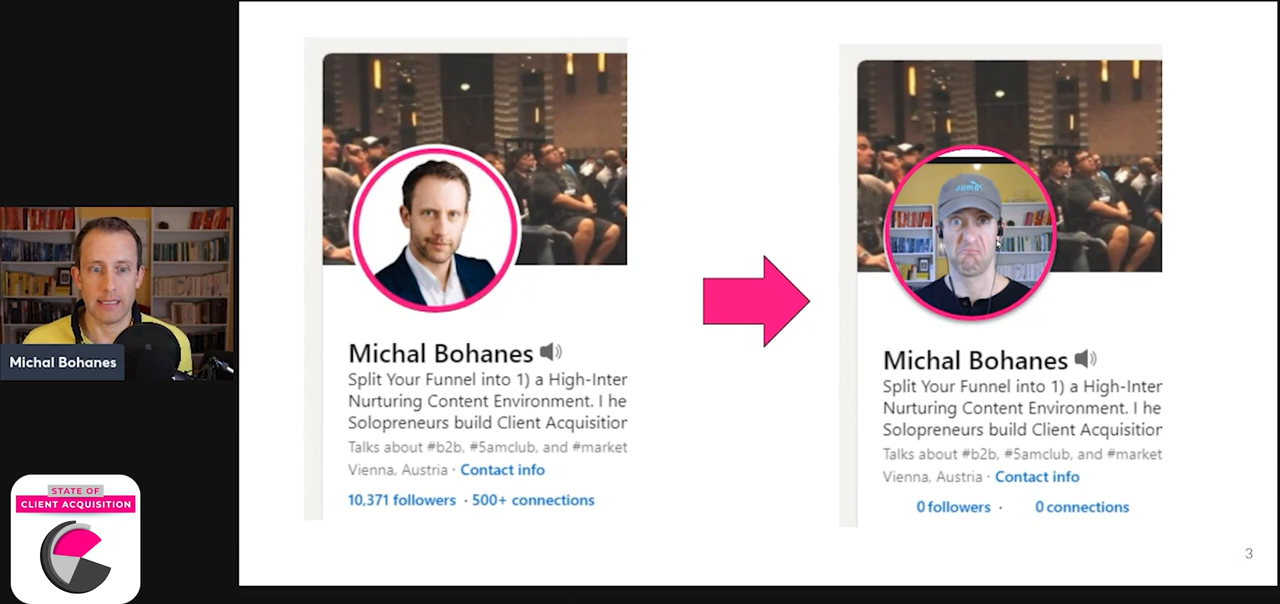 Michal Bohanes
STATE OF
CLIENT ACQUISITION
Michal Bohanes
Split Your Funnel into 1) a High-Inter
Nurturing Content Environment. I he
Solopreneurs build Client Acquisition
Talks about #b2b, #5amclub, and #market
Vienna, Austria · Contact info
10,371 followers · 500+ connections
puma
Michal Bohanes
Split Your Funnel into 1) a High-Inter
Nurturing Content Environment. I he
Solopreneurs build Client Acquisition
Talks about #b2b, #5amclub, and #market
Vienna, Austria · Contact info
0 followers · 0 connections
3